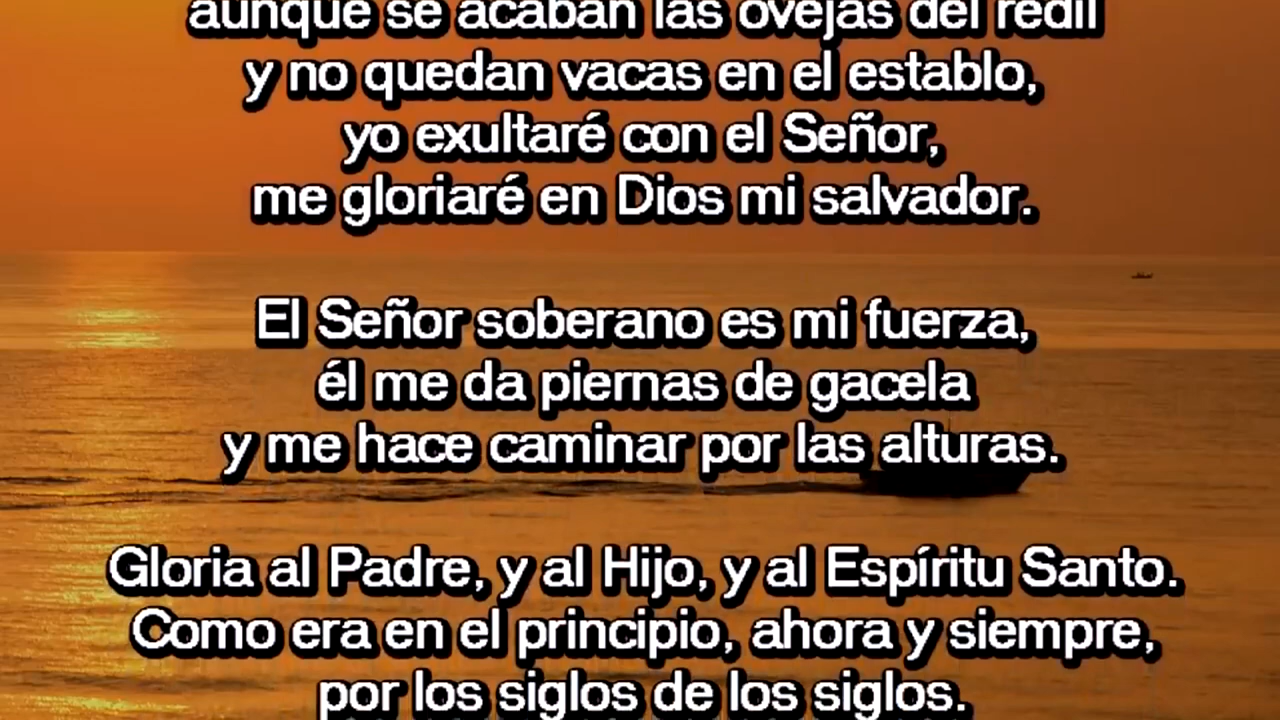 aunque se acaban las ovejas del redil
y no quedan vacas en el establo,
yo exultaré con el Señor,
me gloriaré en Dios mi salvador.
El Señor soberano es mi fuerza,
él me da piernas de gacela
y me hace caminar por las alturas.
Gloria al Padre, y al Hijo, y al Espíritu Santo.
Como era en el principio, ahora y siempre,
por los siglos de los siglos.